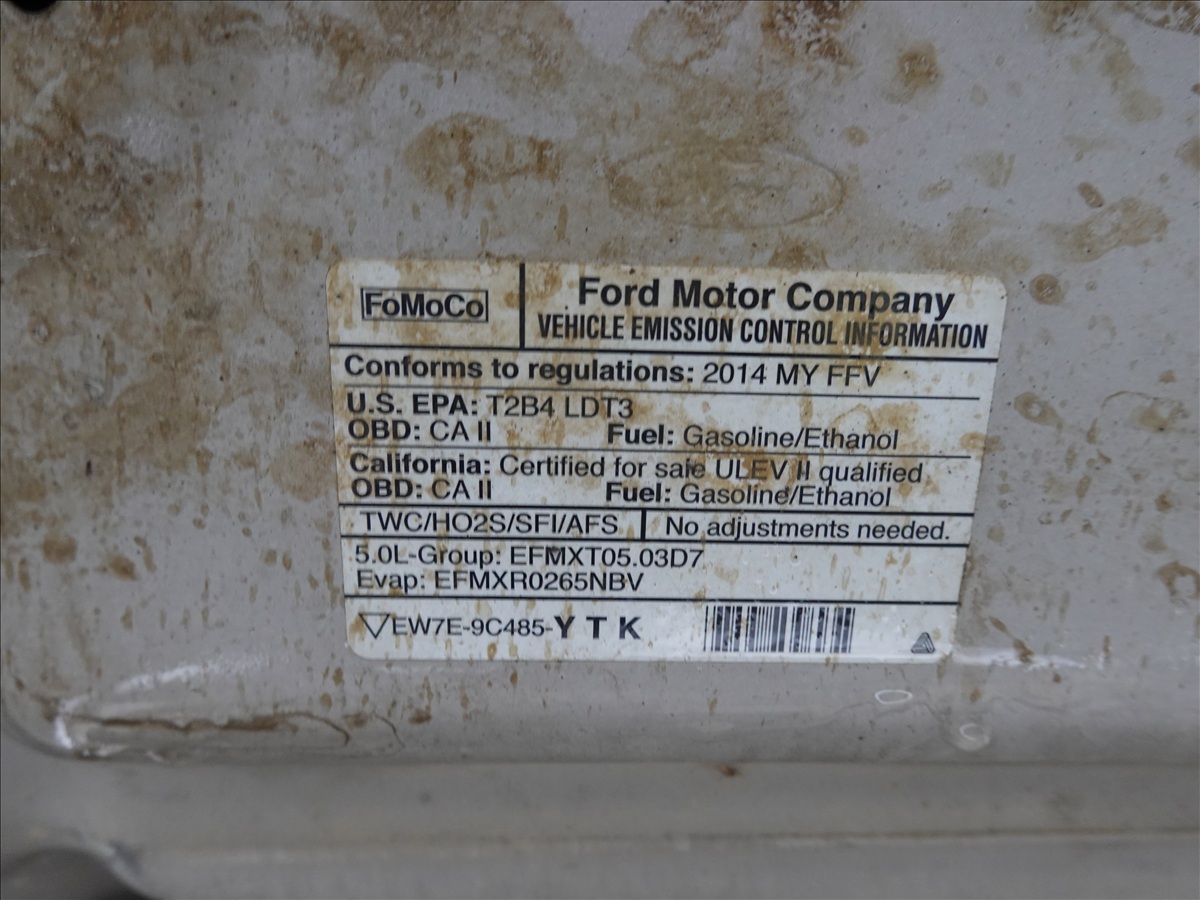 FoMoCo
Ford Motor Company
VEHICLE EMISSION CONTROL INFORMATION
Conforms to regulations: 2014 MY FFV
U.S. EPA: T2B4 LDT3
OBD: CA II Fuel: Gasoline/Ethanol
California: Certified for sale ULEV II qualified
OBD: CA II Fuel: Gasoline/Ethanol
TWC/HO2S/SFI/AFS No adjustments needed.
5.0L-Group: EFMXT05.03D7
Evap: EFMXR0265NBV
EW7E-9C485-Y T K